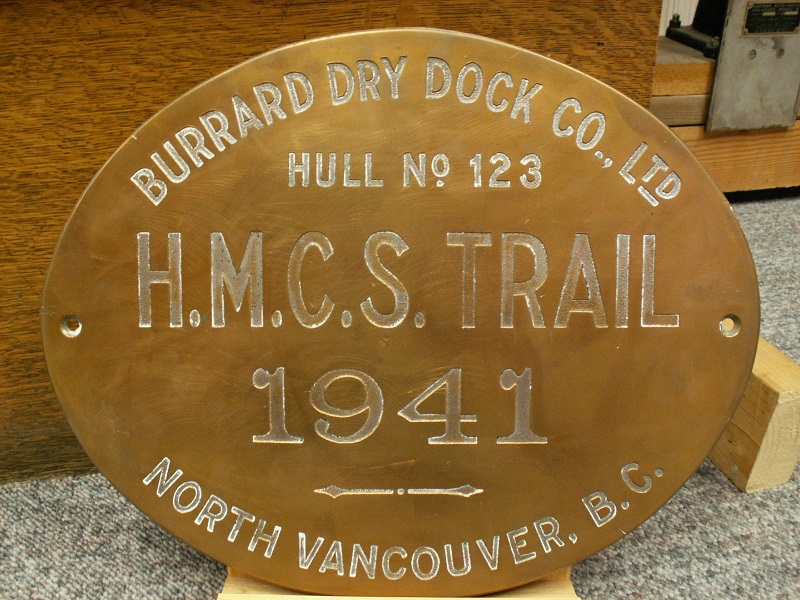 BURRARD DRY DOCK CO., LTD
HULL NO 123
H.M.C.S. TRAIL
1941
NORTH VANCOUVER, B.C.